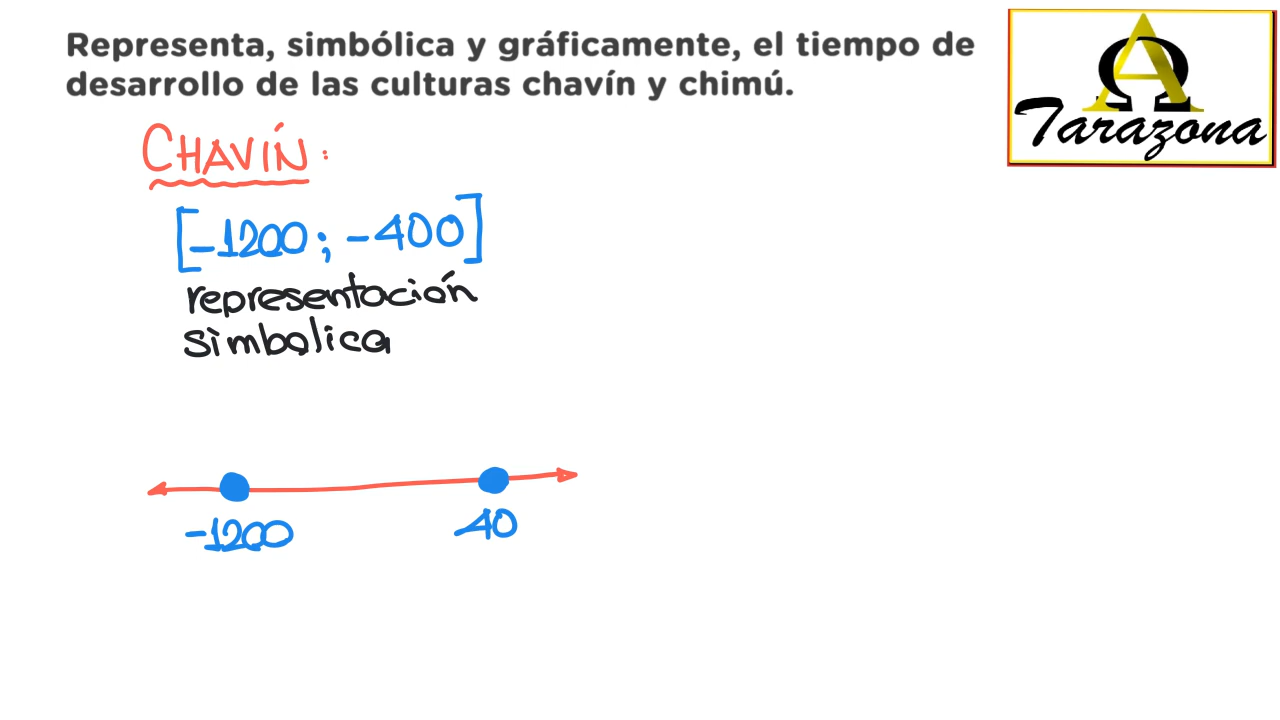 Representa, simbólica y gráficamente, el tiempo de
desarrollo de las culturas chavín y chimú.
AΩ
Tarazona
CHAVÍN:
[-1200; -400]
representación
simbolica
-1200 40